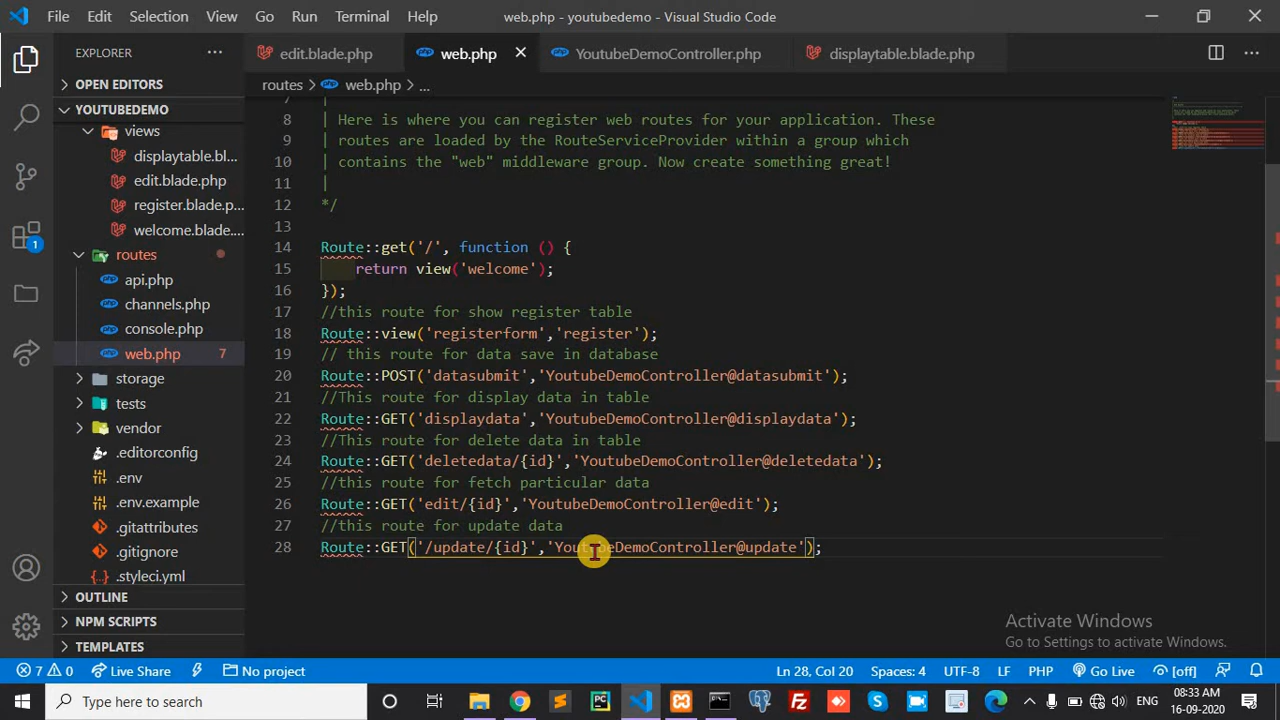 File Edit Selection View Go Run Terminal Help web.php - youtubedemo - Visual Studio Code
EXPLORER
edit.blade.php web.php YoutubeDemoController.php displaytable.blade.php
OPEN EDITORS
routes > web.php > ...
YOUTUBEDEMO
views
displaytable.bl...
edit.blade.php
register.blade.p...
welcome.blade....
routes
api.php
channels.php
console.php
web.php 7
storage
tests
vendor
.editorconfig
.env
.env.example
.gitattributes
.gitignore
.styleci.yml
OUTLINE
NPM SCRIPTS
TEMPLATE
1
7 |
8 | Here is where you can register web routes for your application. These
9 | routes are loaded by the RouteServiceProvider within a group which
10 | contains the "web" middleware group. Now create something great!
11 |
12 */
13
14 Route::get('/', function () {
15 return view('welcome');
16 });
17 //this route for show register table
18 Route::view('registerform','register');
19 // this route for data save in database
20 Route::POST('datasubmit','YoutubeDemoController@datasubmit');
21 //This route for display data in table
22 Route::GET('displaydata','YoutubeDemoController@displaydata');
23 //This route for delete data in table
24 Route::GET('deletedata/{id}','YoutubeDemoController@deletedata');
25 //this route for fetch particular data
26 Route::GET('edit/{id}','YoutubeDemoController@edit');
27 //this route for update data
28 Route::GET('/update/{id}','YoutubeDemoController@update');
Activate Windows
Go to Settings to activate Windows.
7 0 Live Share No project Ln 28, Col 20 Spaces: 4 UTF-8 LF PHP Go Live [off]
Type here to search
ENG
08:33 AM
16-09-2020